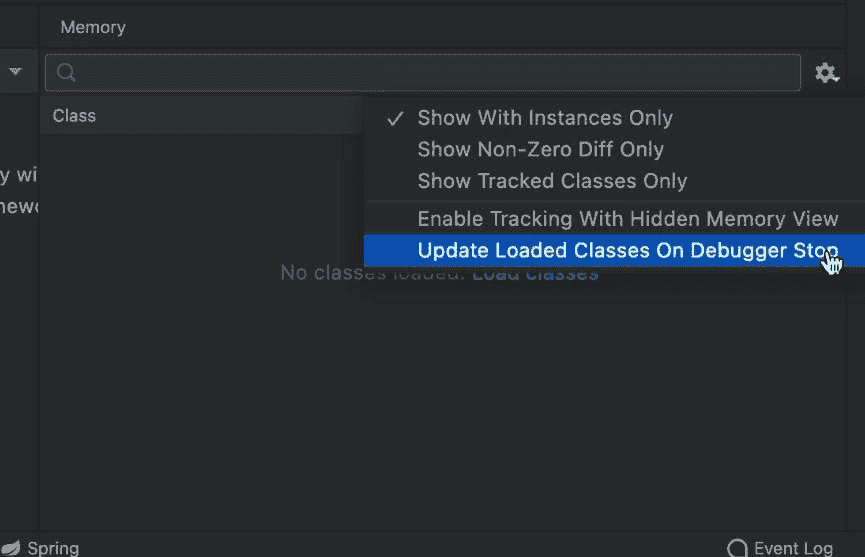 Memory
Class
Show With Instances Only
Show Non-Zero Diff Only
Show Tracked Classes Only
Enable Tracking With Hidden Memory View
Update Loaded Classes On Debugger Stop
No classes loaded. Load classes
y wi
Spring
Event Log